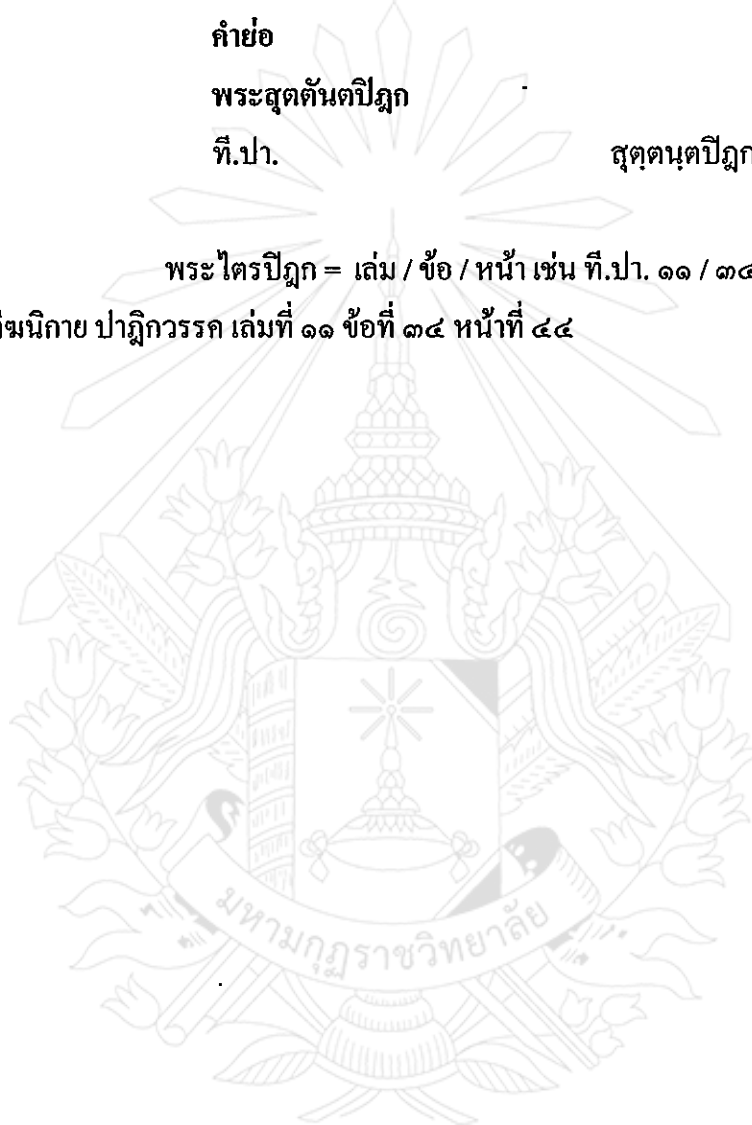 คำย่อ
พระสุตตันตปิฎก
ที.ปา. สุตฺตนฺตปิฎก
พระไตรปิฎก = เล่ม / ข้อ / หน้า เช่น ที.ปา. ๑๑ / ๓๔
ทีฆนิกาย ปาฎิกวรรค เล่มที่ ๑๑ ข้อที่ ๓๔ หน้าที่ ๔๔
มหามกุฏราชวิทยาลัย